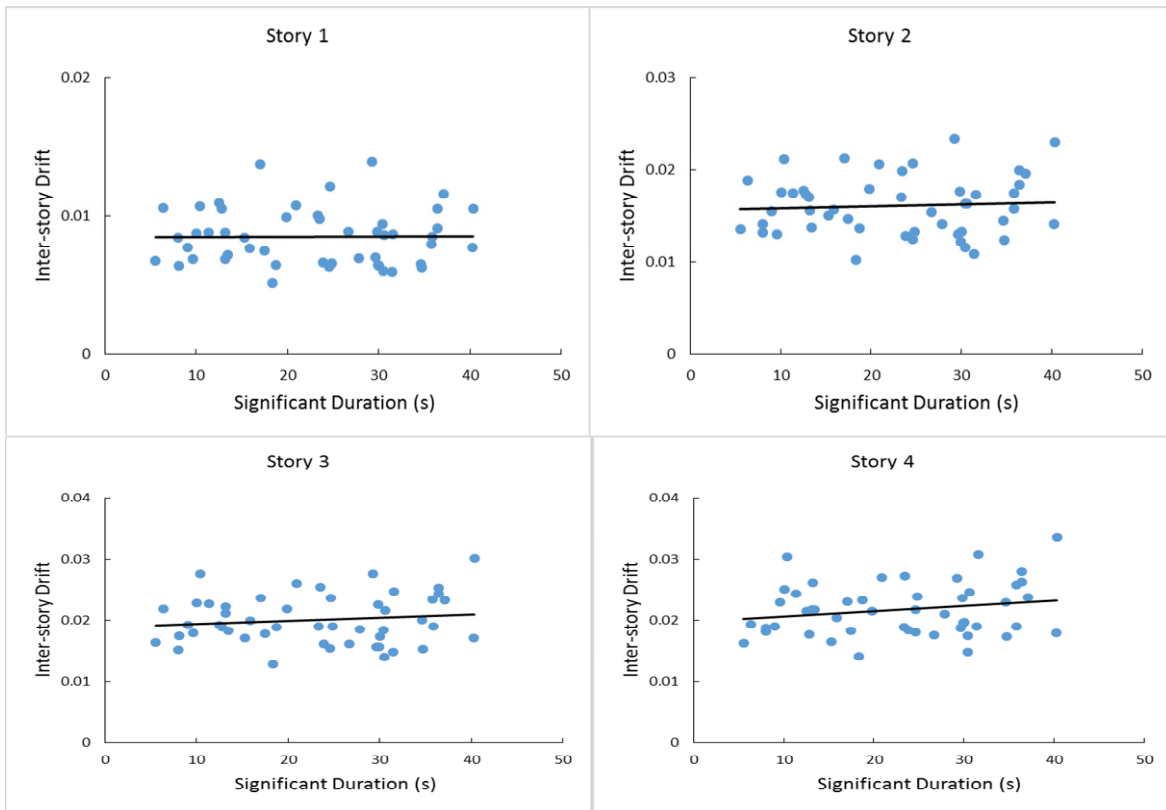 Story 1
0.02
0.01
0
Inter-story Drift
0 10 20 30 40 50
Significant Duration (s)
Story 2
0.03
0.02
0.01
0
Inter-story Drift
0 10 20 30 40 50
Significant Duration (s)
Story 3
0.04
0.03
0.02
0.01
0
Inter-story Drift
0 10 20 30 40 50
Significant Duration (s)
Story 4
0.04
0.03
0.02
0.01
0
Inter-story Drift
0 10 20 30 40 50
Significant Duration (s)